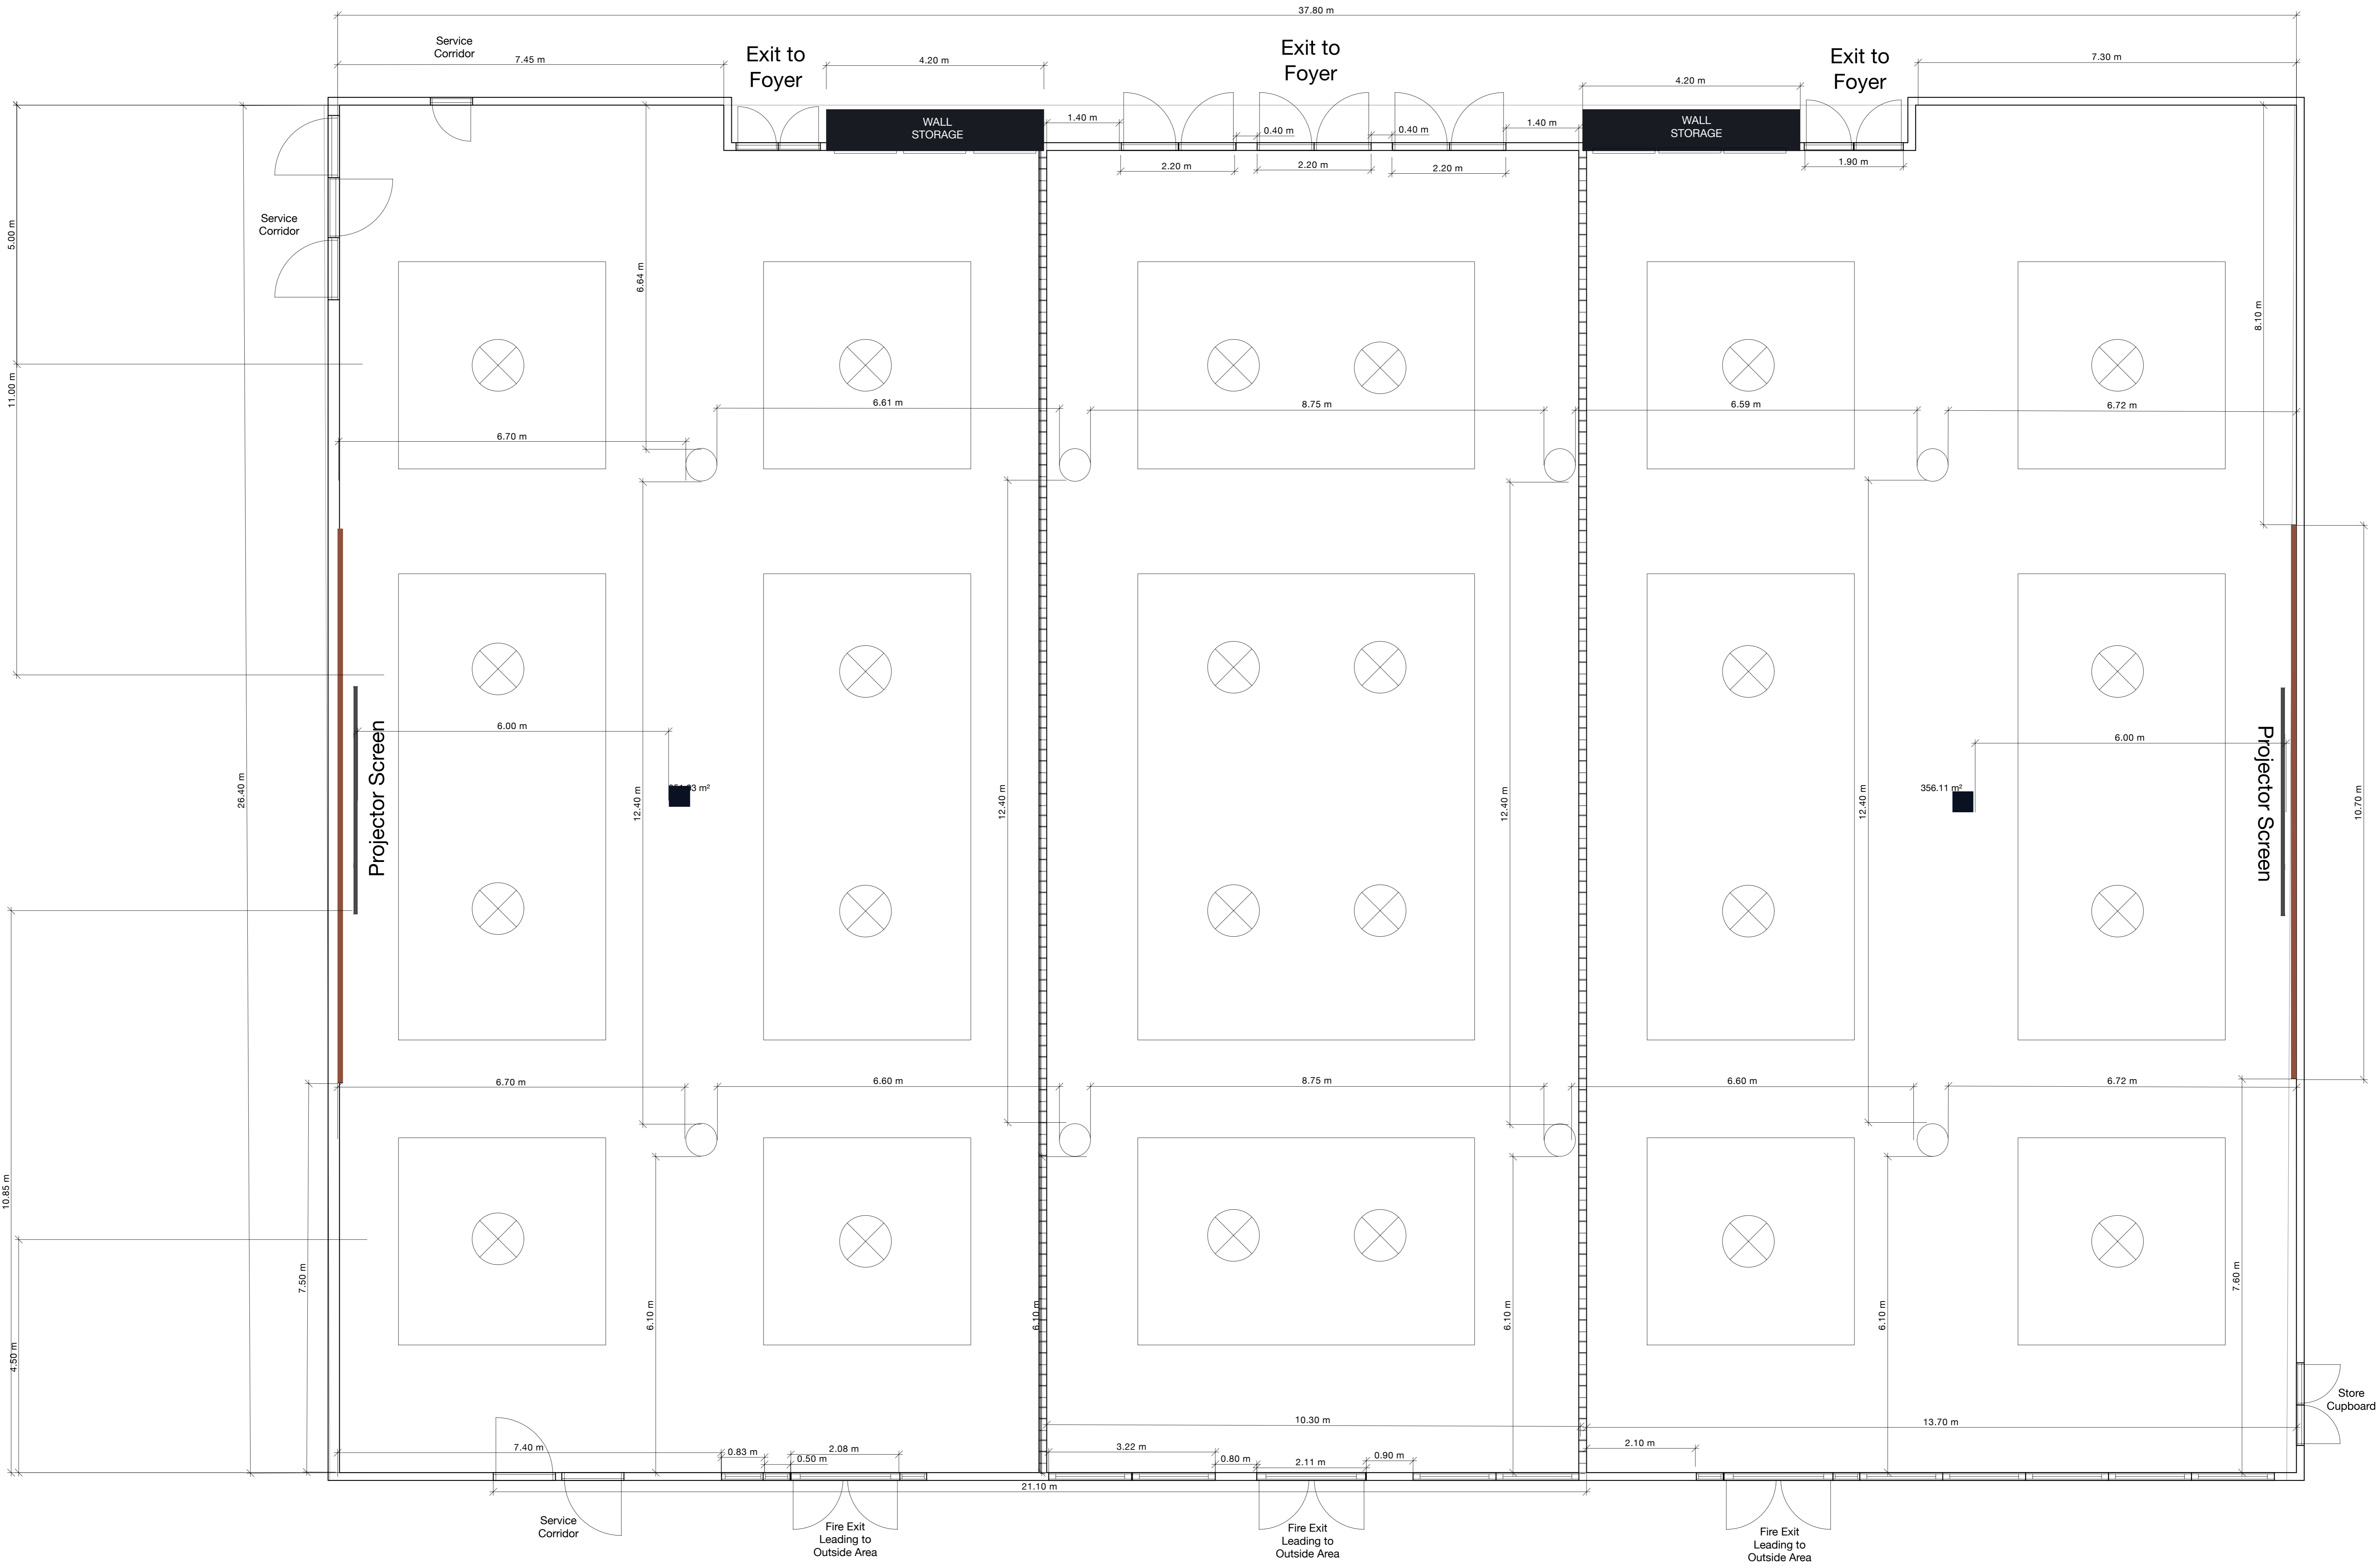 37.80 m
Service
Corridor
7.45 m
Exit to
Foyer
4.20 m
Exit to
Foyer
4.20 m
Exit to
Foyer
7.30 m
WALL
STORAGE
1.40 m
0.40 m
0.40 m
1.40 m
WALL
STORAGE
2.20 m
2.20 m
2.20 m
1.90 m
Service
Corridor
5.00 m
6.64 m
8.10 m
11.00 m
6.70 m
6.61 m
8.75 m
6.59 m
6.72 m
Projector Screen
6.00 m
6.00 m
Projector Screen
26.40 m
12.40 m
m²
12.40 m
12.40 m
12.40 m
356.11 m²
10.70 m
6.70 m
6.60 m
8.75 m
6.60 m
6.72 m
10.85 m
7.50 m
4.50 m
6.10 m
6.10 m
6.10 m
6.10 m
7.60 m
Store
Cupboard
7.40 m
0.83 m
0.50 m
2.08 m
10.30 m
3.22 m
0.80 m
2.11 m
0.90 m
13.70 m
2.10 m
21.10 m
Service
Corridor
Fire Exit
Leading to
Outside Area
Fire Exit
Leading to
Outside Area
Fire Exit
Leading to
Outside Area